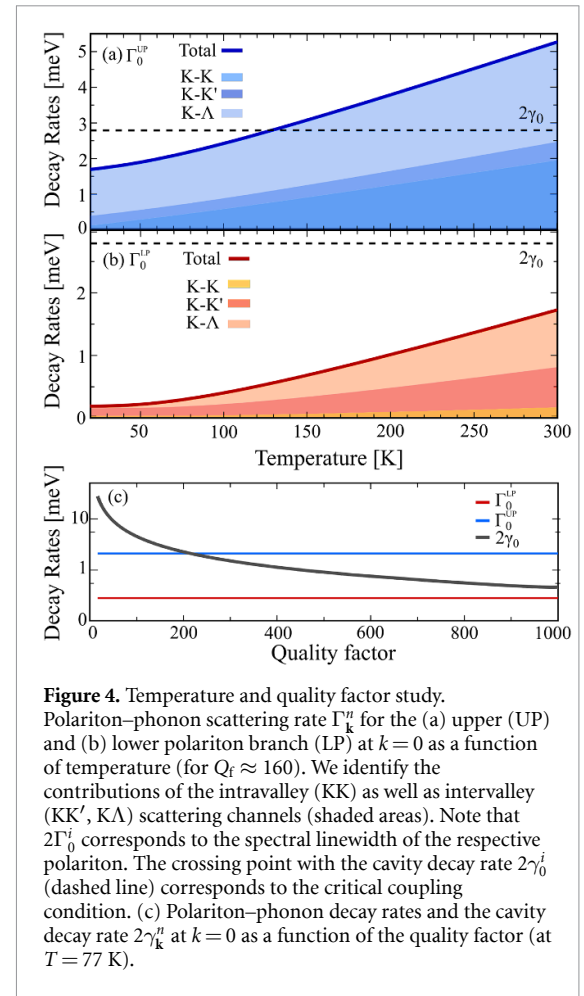 5
4
3
2
1
0
Decay Rates [meV]
(a) Γ₀ᵁᴾ
Total
K-K
K-K'
K-Λ
2γ₀
2
1
0
Decay Rates [meV]
(b) Γ₀ᴸᴾ
Total
K-K
K-K'
K-Λ
2γ₀
50 100 150 200 250 300
Temperature [K]
10
1
0
Decay Rates [meV]
(c)
Γ₀ᴸᴾ
Γ₀ᵁᴾ
2γ₀
0 200 400 600 800 1000
Quality factor
Figure 4. Temperature and quality factor study.
Polariton–phonon scattering rate Γₖⁿ for the (a) upper (UP)
and (b) lower polariton branch (LP) at k = 0 as a function
of temperature (for Q_f ≈ 160). We identify the
contributions of the intravalley (KK) as well as intervalley
(KK′, KΛ) scattering channels (shaded areas). Note that
2Γ₀ⁱ corresponds to the spectral linewidth of the respective
polariton. The crossing point with the cavity decay rate 2γ₀ⁱ
(dashed line) corresponds to the critical coupling
condition. (c) Polariton–phonon decay rates and the cavity
decay rate 2γₖⁿ at k = 0 as a function of the quality factor (at
T = 77 K).